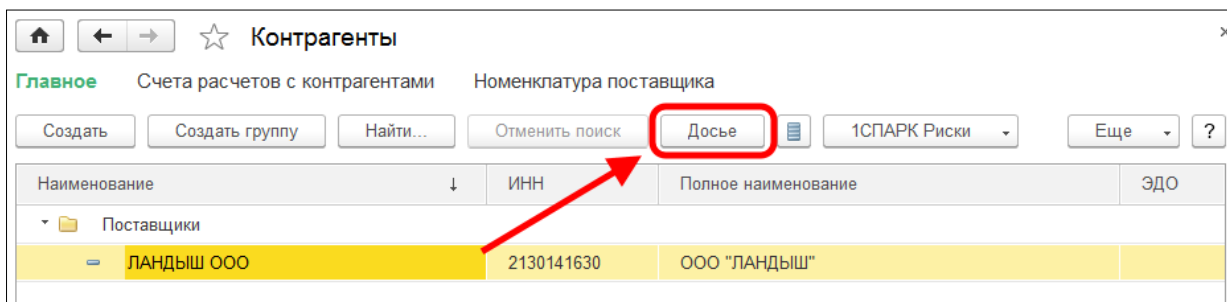 Контрагенты
Главное Счета расчетов с контрагентами Номенклатура поставщика
Создать Создать группу Найти... Отменить поиск Досье 1СПАРК Риски Еще ?
Наименование ↓ ИНН Полное наименование ЭДО
Поставщики
ЛАНДЫШ ООО 2130141630 ООО "ЛАНДЫШ"